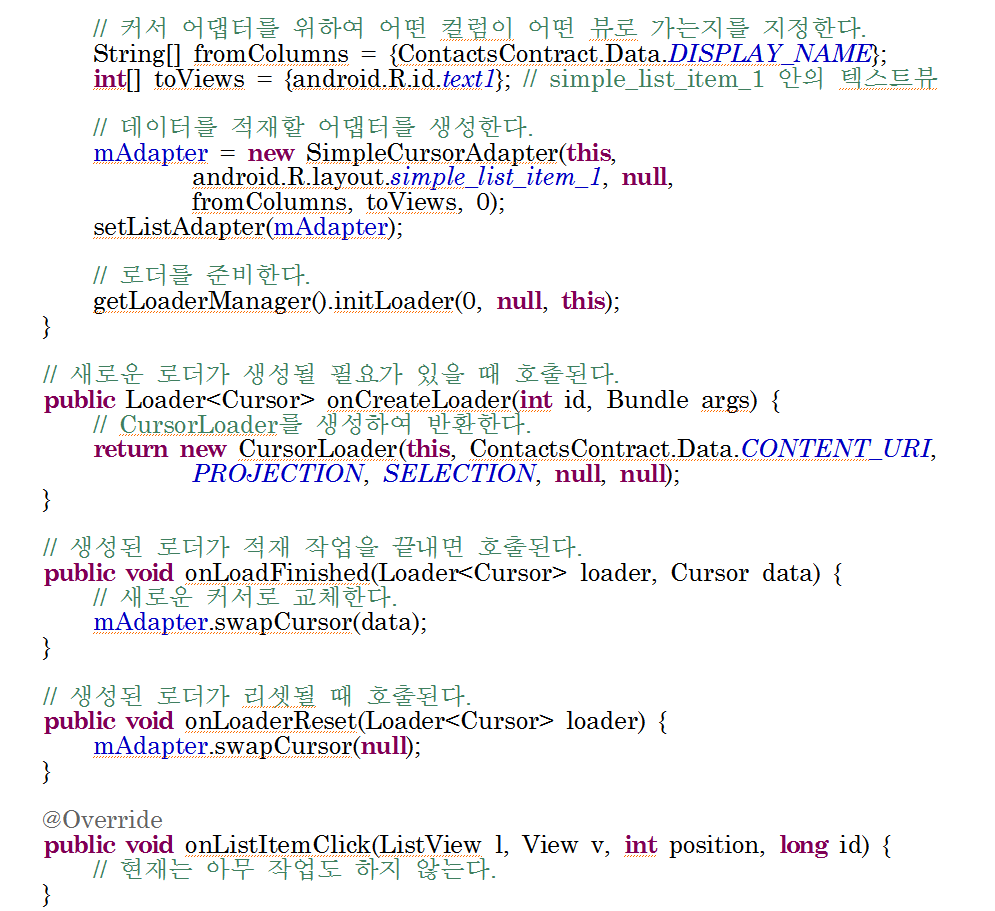 // 커서 어댑터를 위하여 어떤 컬럼이 어떤 뷰로 가는지를 지정한다.
String[] fromColumns = {ContactsContract.Data.DISPLAY_NAME};
int[] toViews = {android.R.id.text1}; // simple_list_item_1 안의 텍스트뷰
// 데이터를 적재할 어댑터를 생성한다.
mAdapter = new SimpleCursorAdapter(this,
android.R.layout.simple_list_item_1, null,
fromColumns, toViews, 0);
setListAdapter(mAdapter);
// 로더를 준비한다.
getLoaderManager().initLoader(0, null, this);
}
// 새로운 로더가 생성될 필요가 있을 때 호출된다.
public Loader<Cursor> onCreateLoader(int id, Bundle args) {
// CursorLoader를 생성하여 반환한다.
return new CursorLoader(this, ContactsContract.Data.CONTENT_URI,
PROJECTION, SELECTION, null, null);
}
// 생성된 로더가 적재 작업을 끝내면 호출된다.
public void onLoadFinished(Loader<Cursor> loader, Cursor data) {
// 새로운 커서로 교체한다.
mAdapter.swapCursor(data);
}
// 생성된 로더가 리셋될 때 호출된다.
public void onLoaderReset(Loader<Cursor> loader) {
mAdapter.swapCursor(null);
}
@Override
public void onListItemClick(ListView l, View v, int position, long id) {
// 현재는 아무 작업도 하지 않는다.
}